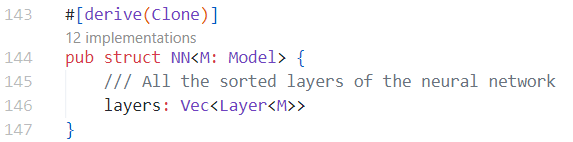 143 #[derive(Clone)]
12 implementations
144 pub struct NN<M: Model> {
145 /// All the sorted layers of the neural network
146 layers: Vec<Layer<M>>
147 }